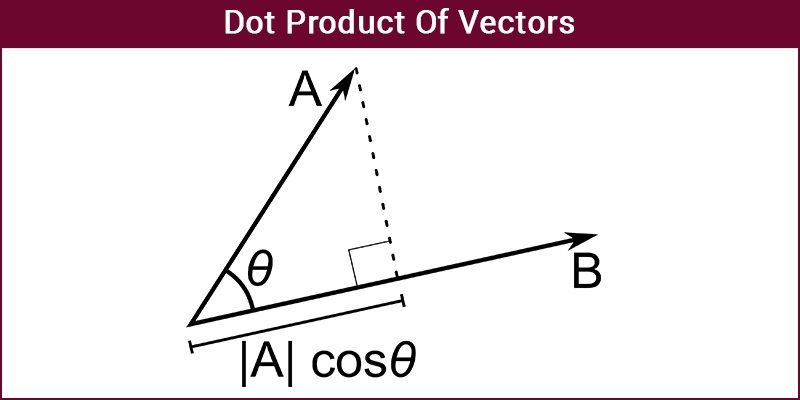 Dot Product Of Vectors
A
θ
B
|A| cosθ